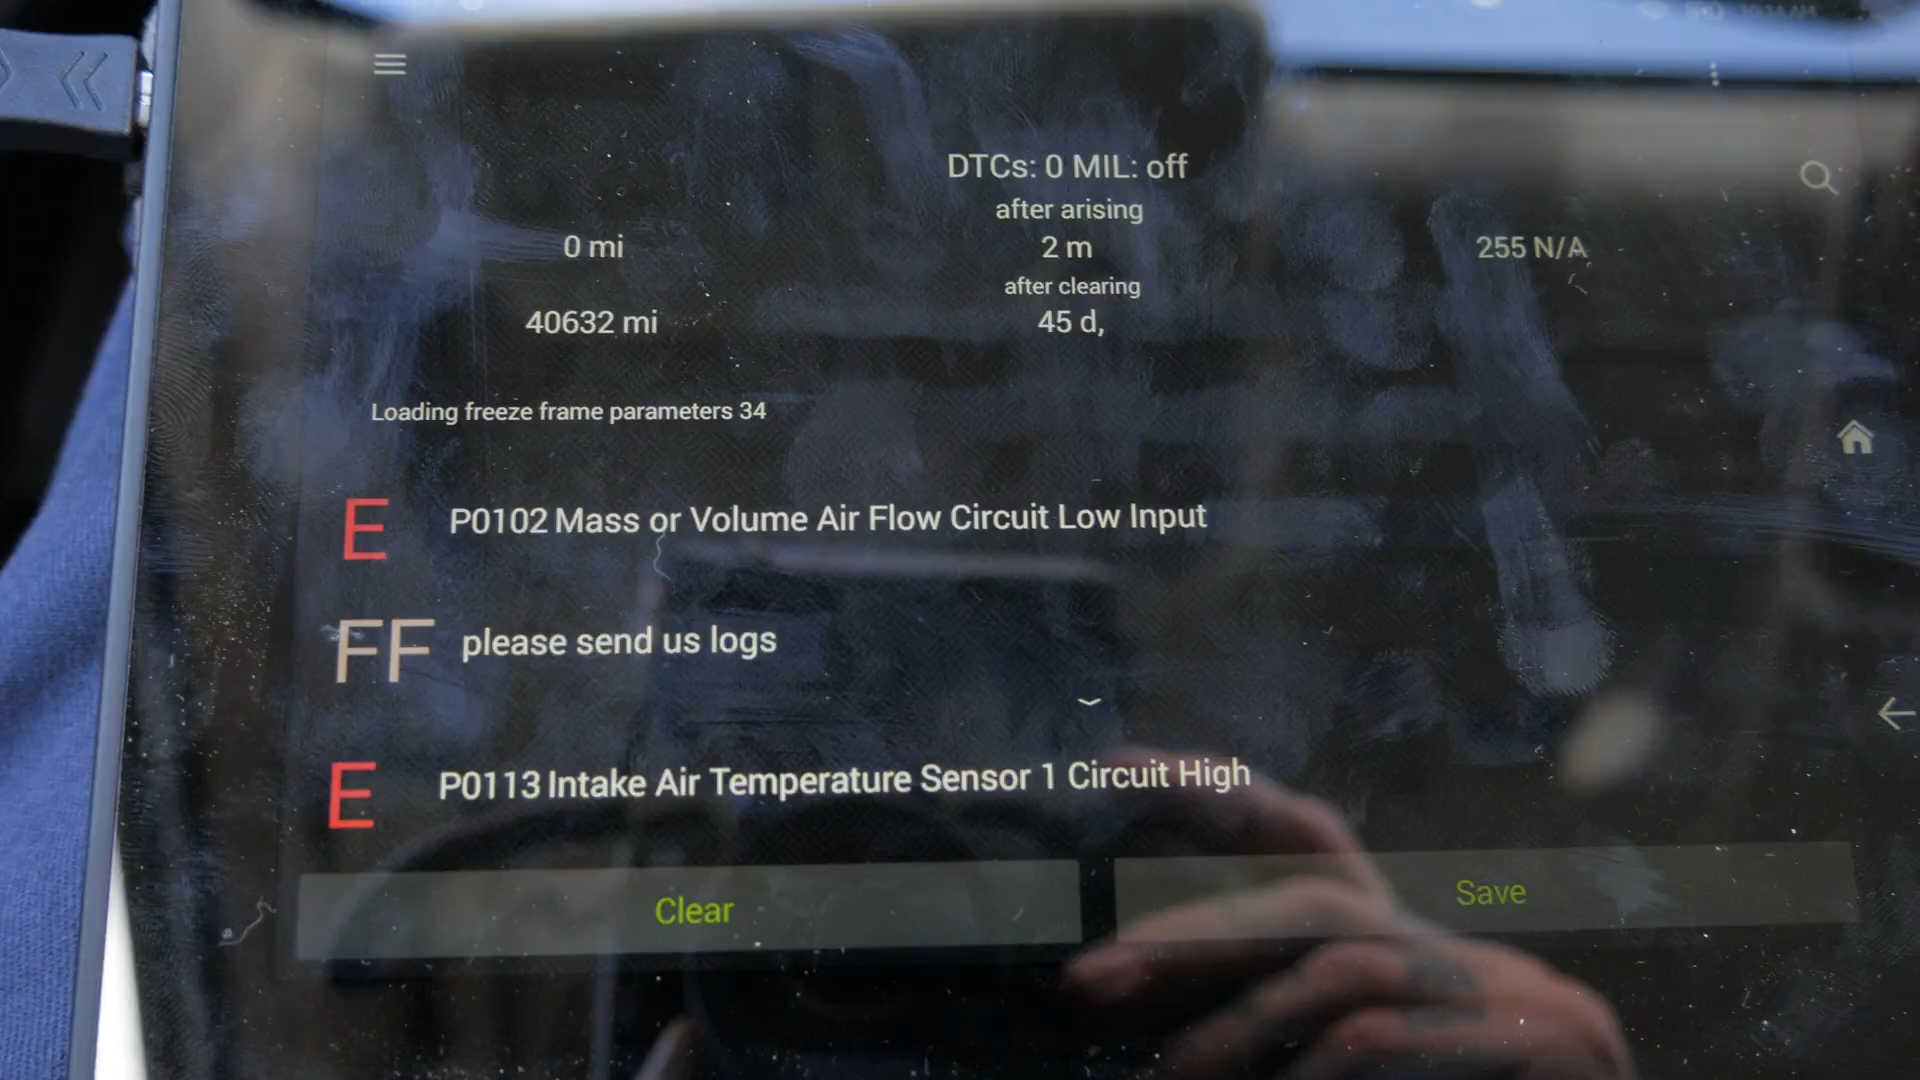 DTCs: 0 MIL: off
after arising
0 mi 2 m 255 N/A
after clearing
40632 mi 45 d,
Loading freeze frame parameters 34
E P0102 Mass or Volume Air Flow Circuit Low Input
FF please send us logs
E P0113 Intake Air Temperature Sensor 1 Circuit High
Clear Save